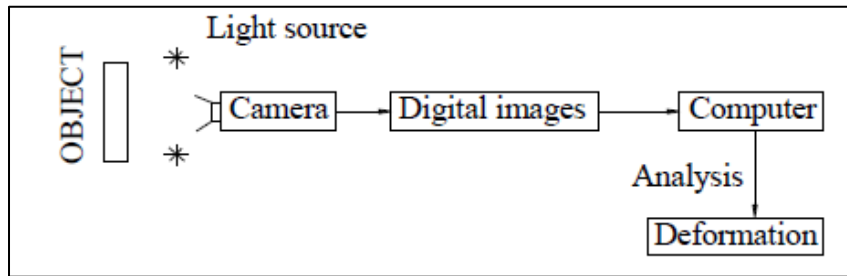 Light source
OBJECT
Camera
Digital images
Computer
Analysis
Deformation